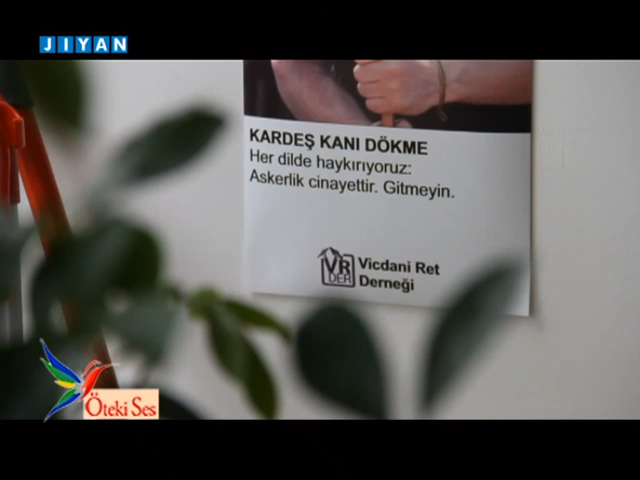 JIYAN
KARDEŞ KANI DÖKME
Her dilde haykırıyoruz:
Askerlik cinayettir. Gitmeyin.
VR
DER
Vicdani Ret
Derneği
Öteki Ses